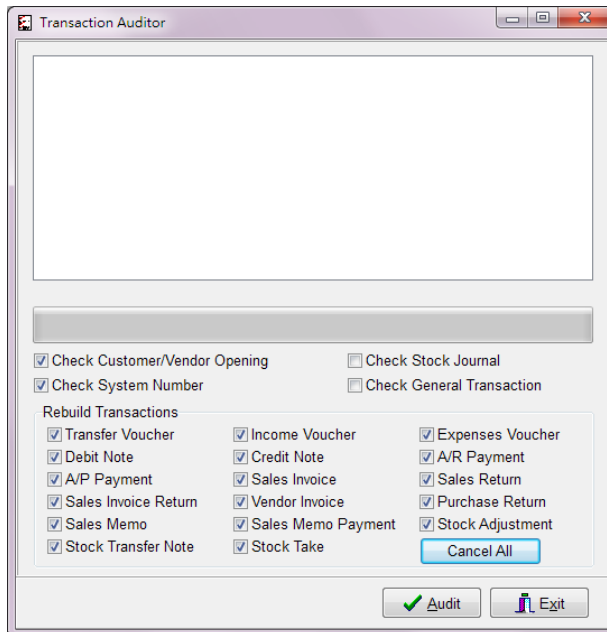 Transaction Auditor
Check Customer/Vendor Opening Check Stock Journal
Check System Number Check General Transaction
Rebuild Transactions
Transfer Voucher Income Voucher Expenses Voucher
Debit Note Credit Note A/R Payment
A/P Payment Sales Invoice Sales Return
Sales Invoice Return Vendor Invoice Purchase Return
Sales Memo Sales Memo Payment Stock Adjustment
Stock Transfer Note Stock Take Cancel All
Audit Exit